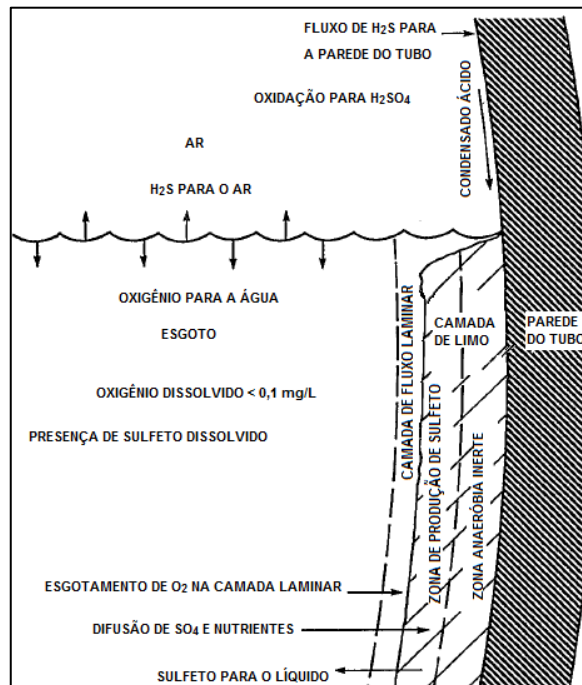 FLUXO DE H2S PARA
A PAREDE DO TUBO
OXIDAÇÃO PARA H2SO4
CONDENSADO ÁCIDO
AR
H2S PARA O AR
OXIGÊNIO PARA A ÁGUA
ESGOTO
OXIGÊNIO DISSOLVIDO < 0,1 mg/L
PRESENÇA DE SULFETO DISSOLVIDO
CAMADA DE FLUXO LAMINAR
CAMADA
DE LIMO
PAREDE
DO TUBO
ZONA DE PRODUÇÃO DE SULFETO
ZONA ANAERÓBIA INERTE
ESGOTAMENTO DE O2 NA CAMADA LAMINAR
DIFUSÃO DE SO4 E NUTRIENTES
SULFETO PARA O LÍQUIDO